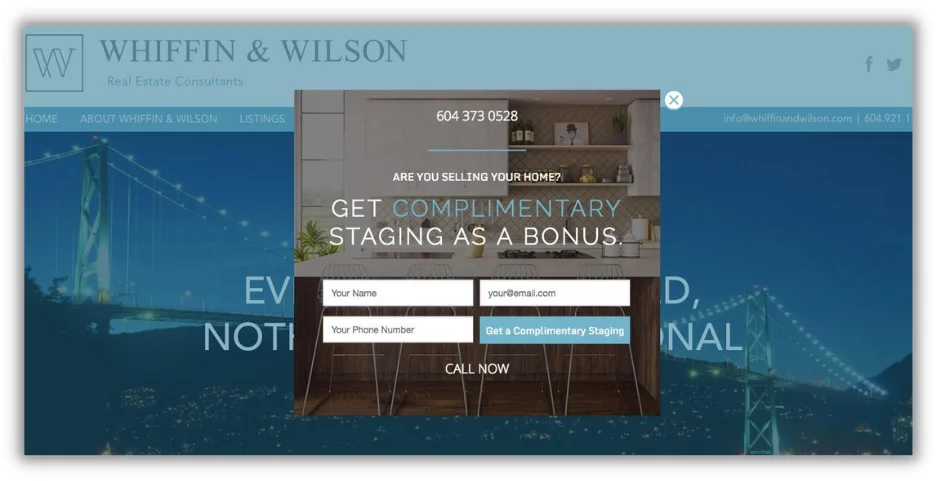 W
WHIFFIN & WILSON
Real Estate Consultants
HOME ABOUT WHIFFIN & WILSON LISTINGS
info@whiffinandwilson.com | 604.921.1
604 373 0528
ARE YOU SELLING YOUR HOME?
GET COMPLIMENTARY
STAGING AS A BONUS.
Your Name
your@email.com
Your Phone Number
Get a Complimentary Staging
CALL NOW
EV D,
NOTH ONAL